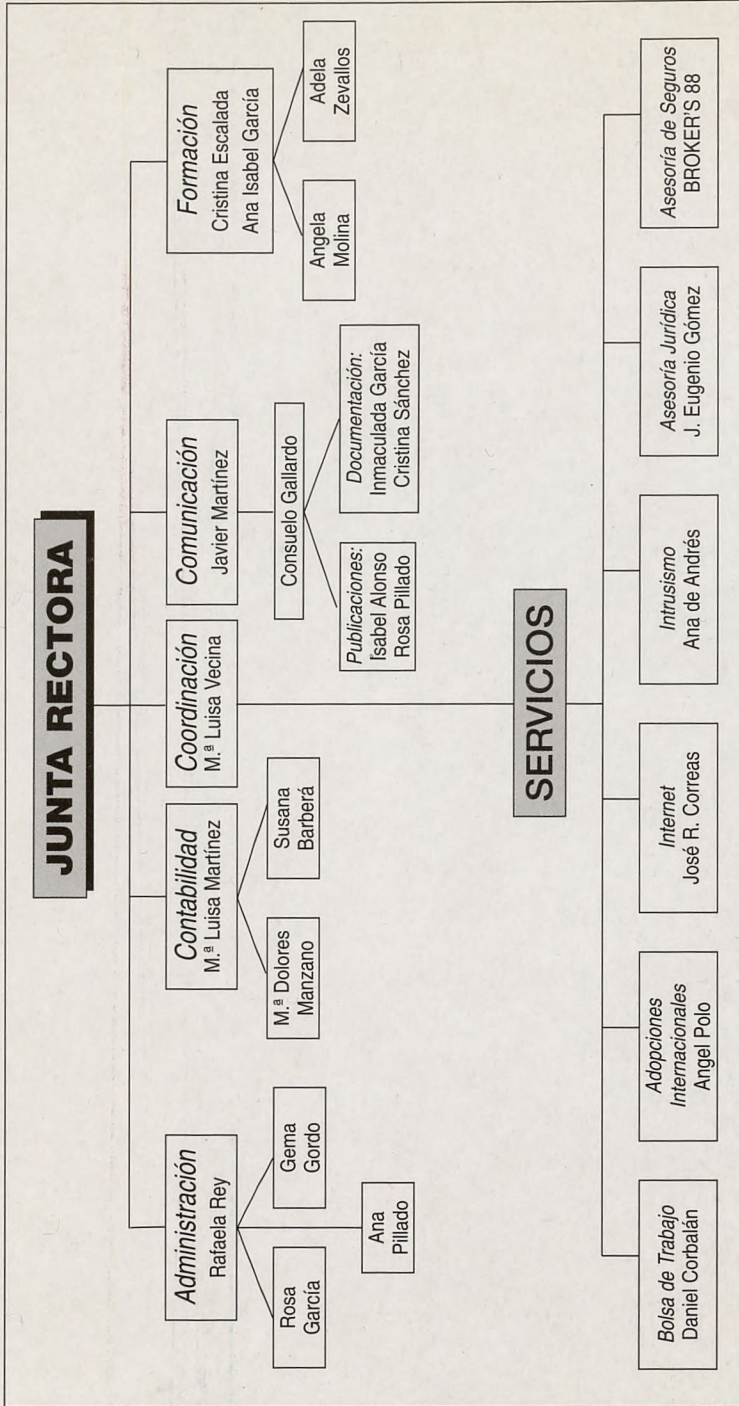 JUNTA RECTORA
Administración
Rafaela Rey
Rosa
García
Gema
Gordo
Ana
Pillado
Contabilidad
M.ª Luisa Martínez
M.ª Dolores
Manzano
Susana
Barberá
Coordinación
M.ª Luisa Vecina
Comunicación
Javier Martínez
Consuelo Gallardo
Publicaciones:
Isabel Alonso
Rosa Pillado
Documentación:
Inmaculada García
Cristina Sánchez
Formación
Cristina Escalada
Ana Isabel García
Angela
Molina
Adela
Zevallos
SERVICIOS
Bolsa de Trabajo
Daniel Corbalán
Adopciones
Internacionales
Angel Polo
Internet
José R. Correas
Intrusismo
Ana de Andrés
Asesoría Jurídica
J. Eugenio Gómez
Asesoría de Seguros
BROKER'S 88